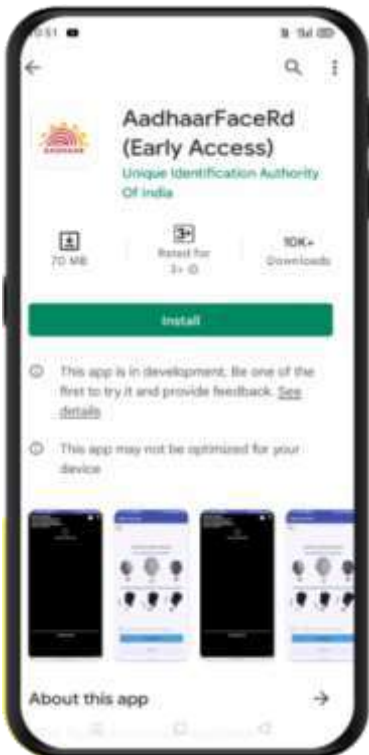 AADHAAR
AadhaarFaceRd
(Early Access)
Unique Identification Authority
Of India
70 MB
3+
Rated for
3+
10K+
Downloads
Install
This app is in development. Be one of the
first to try it and provide feedback. See
details
This app may not be optimized for your
device
About this app